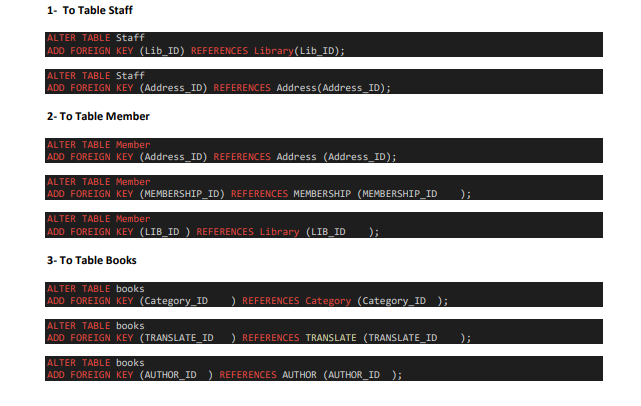 1- To Table Staff
ALTER TABLE Staff
ADD FOREIGN KEY (Lib_ID) REFERENCES Library(Lib_ID);
ALTER TABLE Staff
ADD FOREIGN KEY (Address_ID) REFERENCES Address(Address_ID);
2- To Table Member
ALTER TABLE Member
ADD FOREIGN KEY (Address_ID) REFERENCES Address (Address_ID);
ALTER TABLE Member
ADD FOREIGN KEY (MEMBERSHIP_ID) REFERENCES MEMBERSHIP (MEMBERSHIP_ID    );
ALTER TABLE Member
ADD FOREIGN KEY (LIB_ID ) REFERENCES Library (LIB_ID    );
3- To Table Books
ALTER TABLE books
ADD FOREIGN KEY (Category_ID    ) REFERENCES Category (Category_ID  );
ALTER TABLE books
ADD FOREIGN KEY (TRANSLATE_ID   ) REFERENCES TRANSLATE (TRANSLATE_ID    );
ALTER TABLE books
ADD FOREIGN KEY (AUTHOR_ID  ) REFERENCES AUTHOR (AUTHOR_ID  );